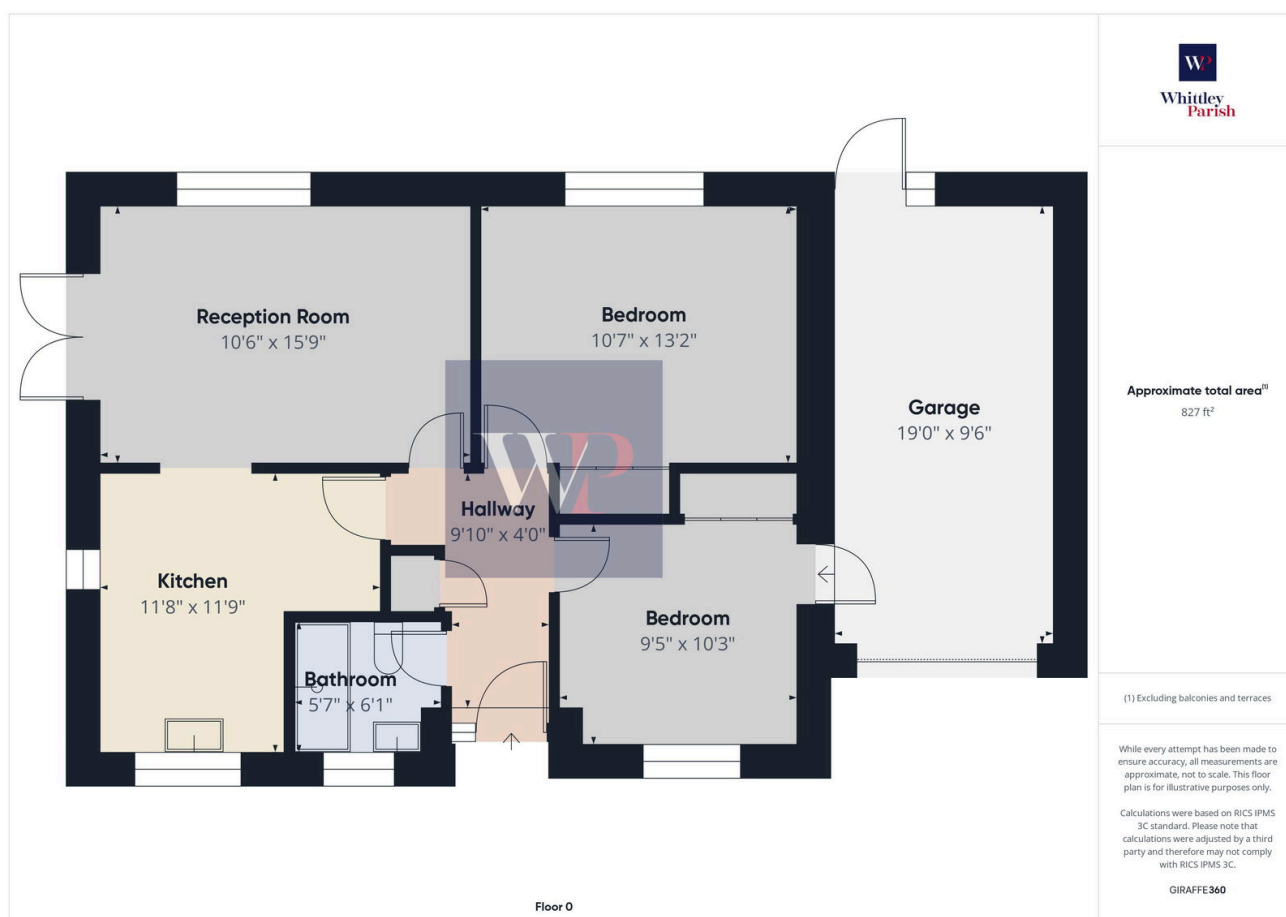 WP
Whittley
Parish
Reception Room
10'6" x 15'9"
Bedroom
10'7" x 13'2"
Garage
19'0" x 9'6"
WP
Hallway
9'10" x 4'0"
Kitchen
11'8" x 11'9"
Bedroom
9'5" x 10'3"
Bathroom
5'7" x 6'1"
Floor 0
Approximate total area⁽¹⁾
827 ft²
(1) Excluding balconies and terraces
While every attempt has been made to
ensure accuracy, all measurements are
approximate, not to scale. This floor
plan is for illustrative purposes only.
Calculations were based on RICS IPMS
3C standard. Please note that
calculations were adjusted by a third
party and therefore may not comply
with RICS IPMS 3C.
GIRAFFE360